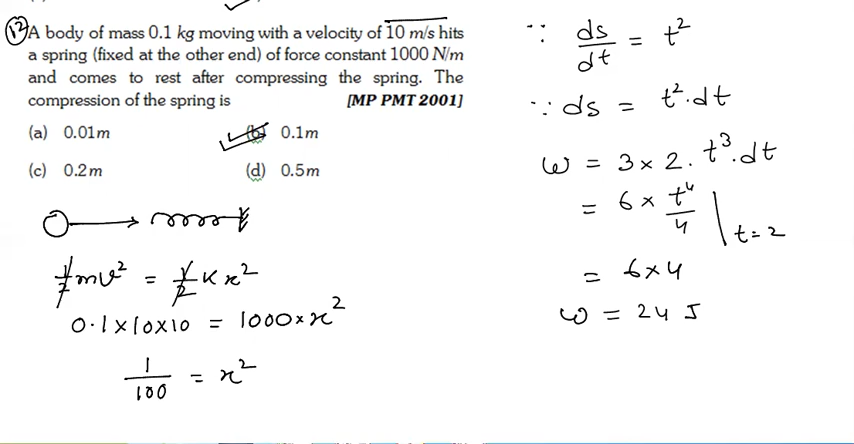 12 A body of mass 0.1 kg moving with a velocity of 10 m/s hits
a spring (fixed at the other end) of force constant 1000 N/m
and comes to rest after compressing the spring. The
compression of the spring is [MP PMT 2001]
(a) 0.01m (b) 0.1m
(c) 0.2m (d) 0.5m
1/2 mv² = 1/2 Kx²
0.1×10×10 = 1000×x²
1/100 = x²
∵ ds/dt = t²
∵ ds = t².dt
w = 3×2. t³.dt
= 6× t⁴/4 | t=2
= 6×4
w = 24 J